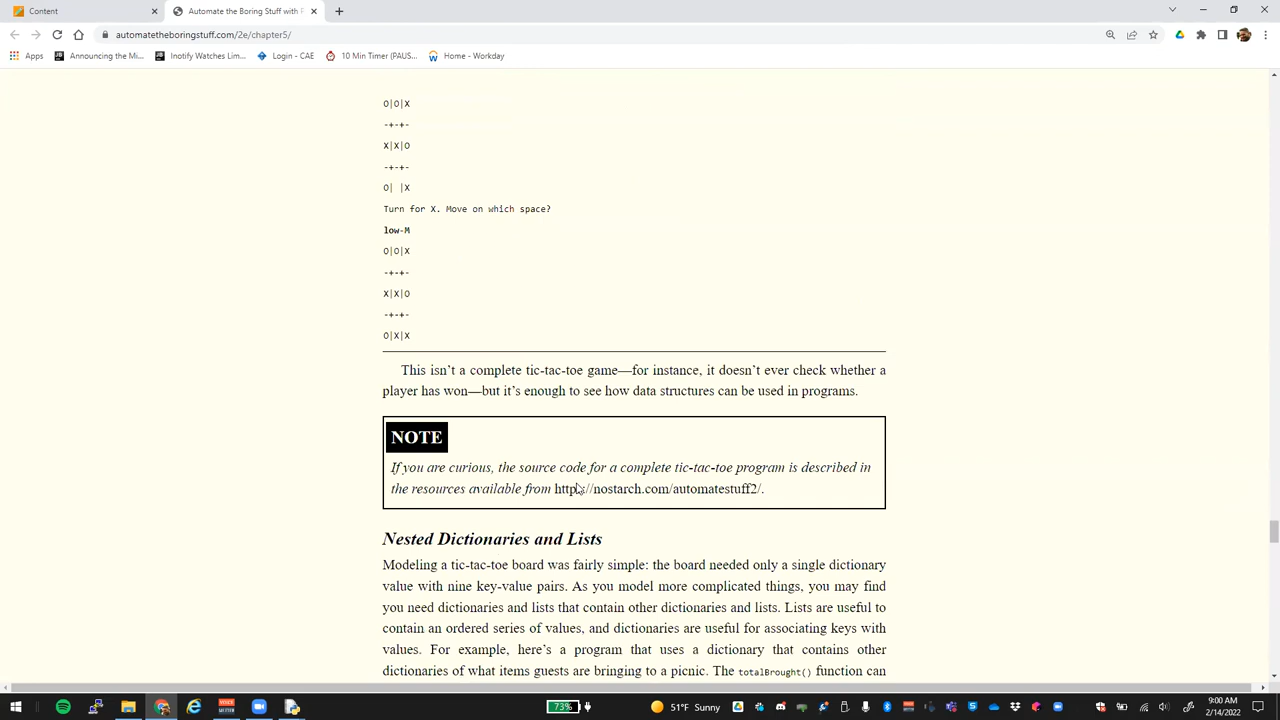 Content
Automate the Boring Stuff with P
automatetheboringstuff.com/2e/chapter5/
Apps
Announcing the Mi...
Inotify Watches Lim...
Login - CAE
10 Min Timer (PAUS...
Home - Workday
O|O|X
-+-+-
X|X|O
-+-+-
O| |X
Turn for X. Move on which space?
low-M
O|O|X
-+-+-
X|X|O
-+-+-
O|X|X
This isn’t a complete tic-tac-toe game—for instance, it doesn’t ever check whether a
player has won—but it’s enough to see how data structures can be used in programs.
NOTE
If you are curious, the source code for a complete tic-tac-toe program is described in
the resources available from http://nostarch.com/automatestuff2/.
Nested Dictionaries and Lists
Modeling a tic-tac-toe board was fairly simple: the board needed only a single dictionary
value with nine key-value pairs. As you model more complicated things, you may find
you need dictionaries and lists that contain other dictionaries and lists. Lists are useful to
contain an ordered series of values, and dictionaries are useful for associating keys with
values. For example, here’s a program that uses a dictionary that contains other
dictionaries of what items guests are bringing to a picnic. The totalBrought() function can
73%
51°F Sunny
9:00 AM
2/14/2022